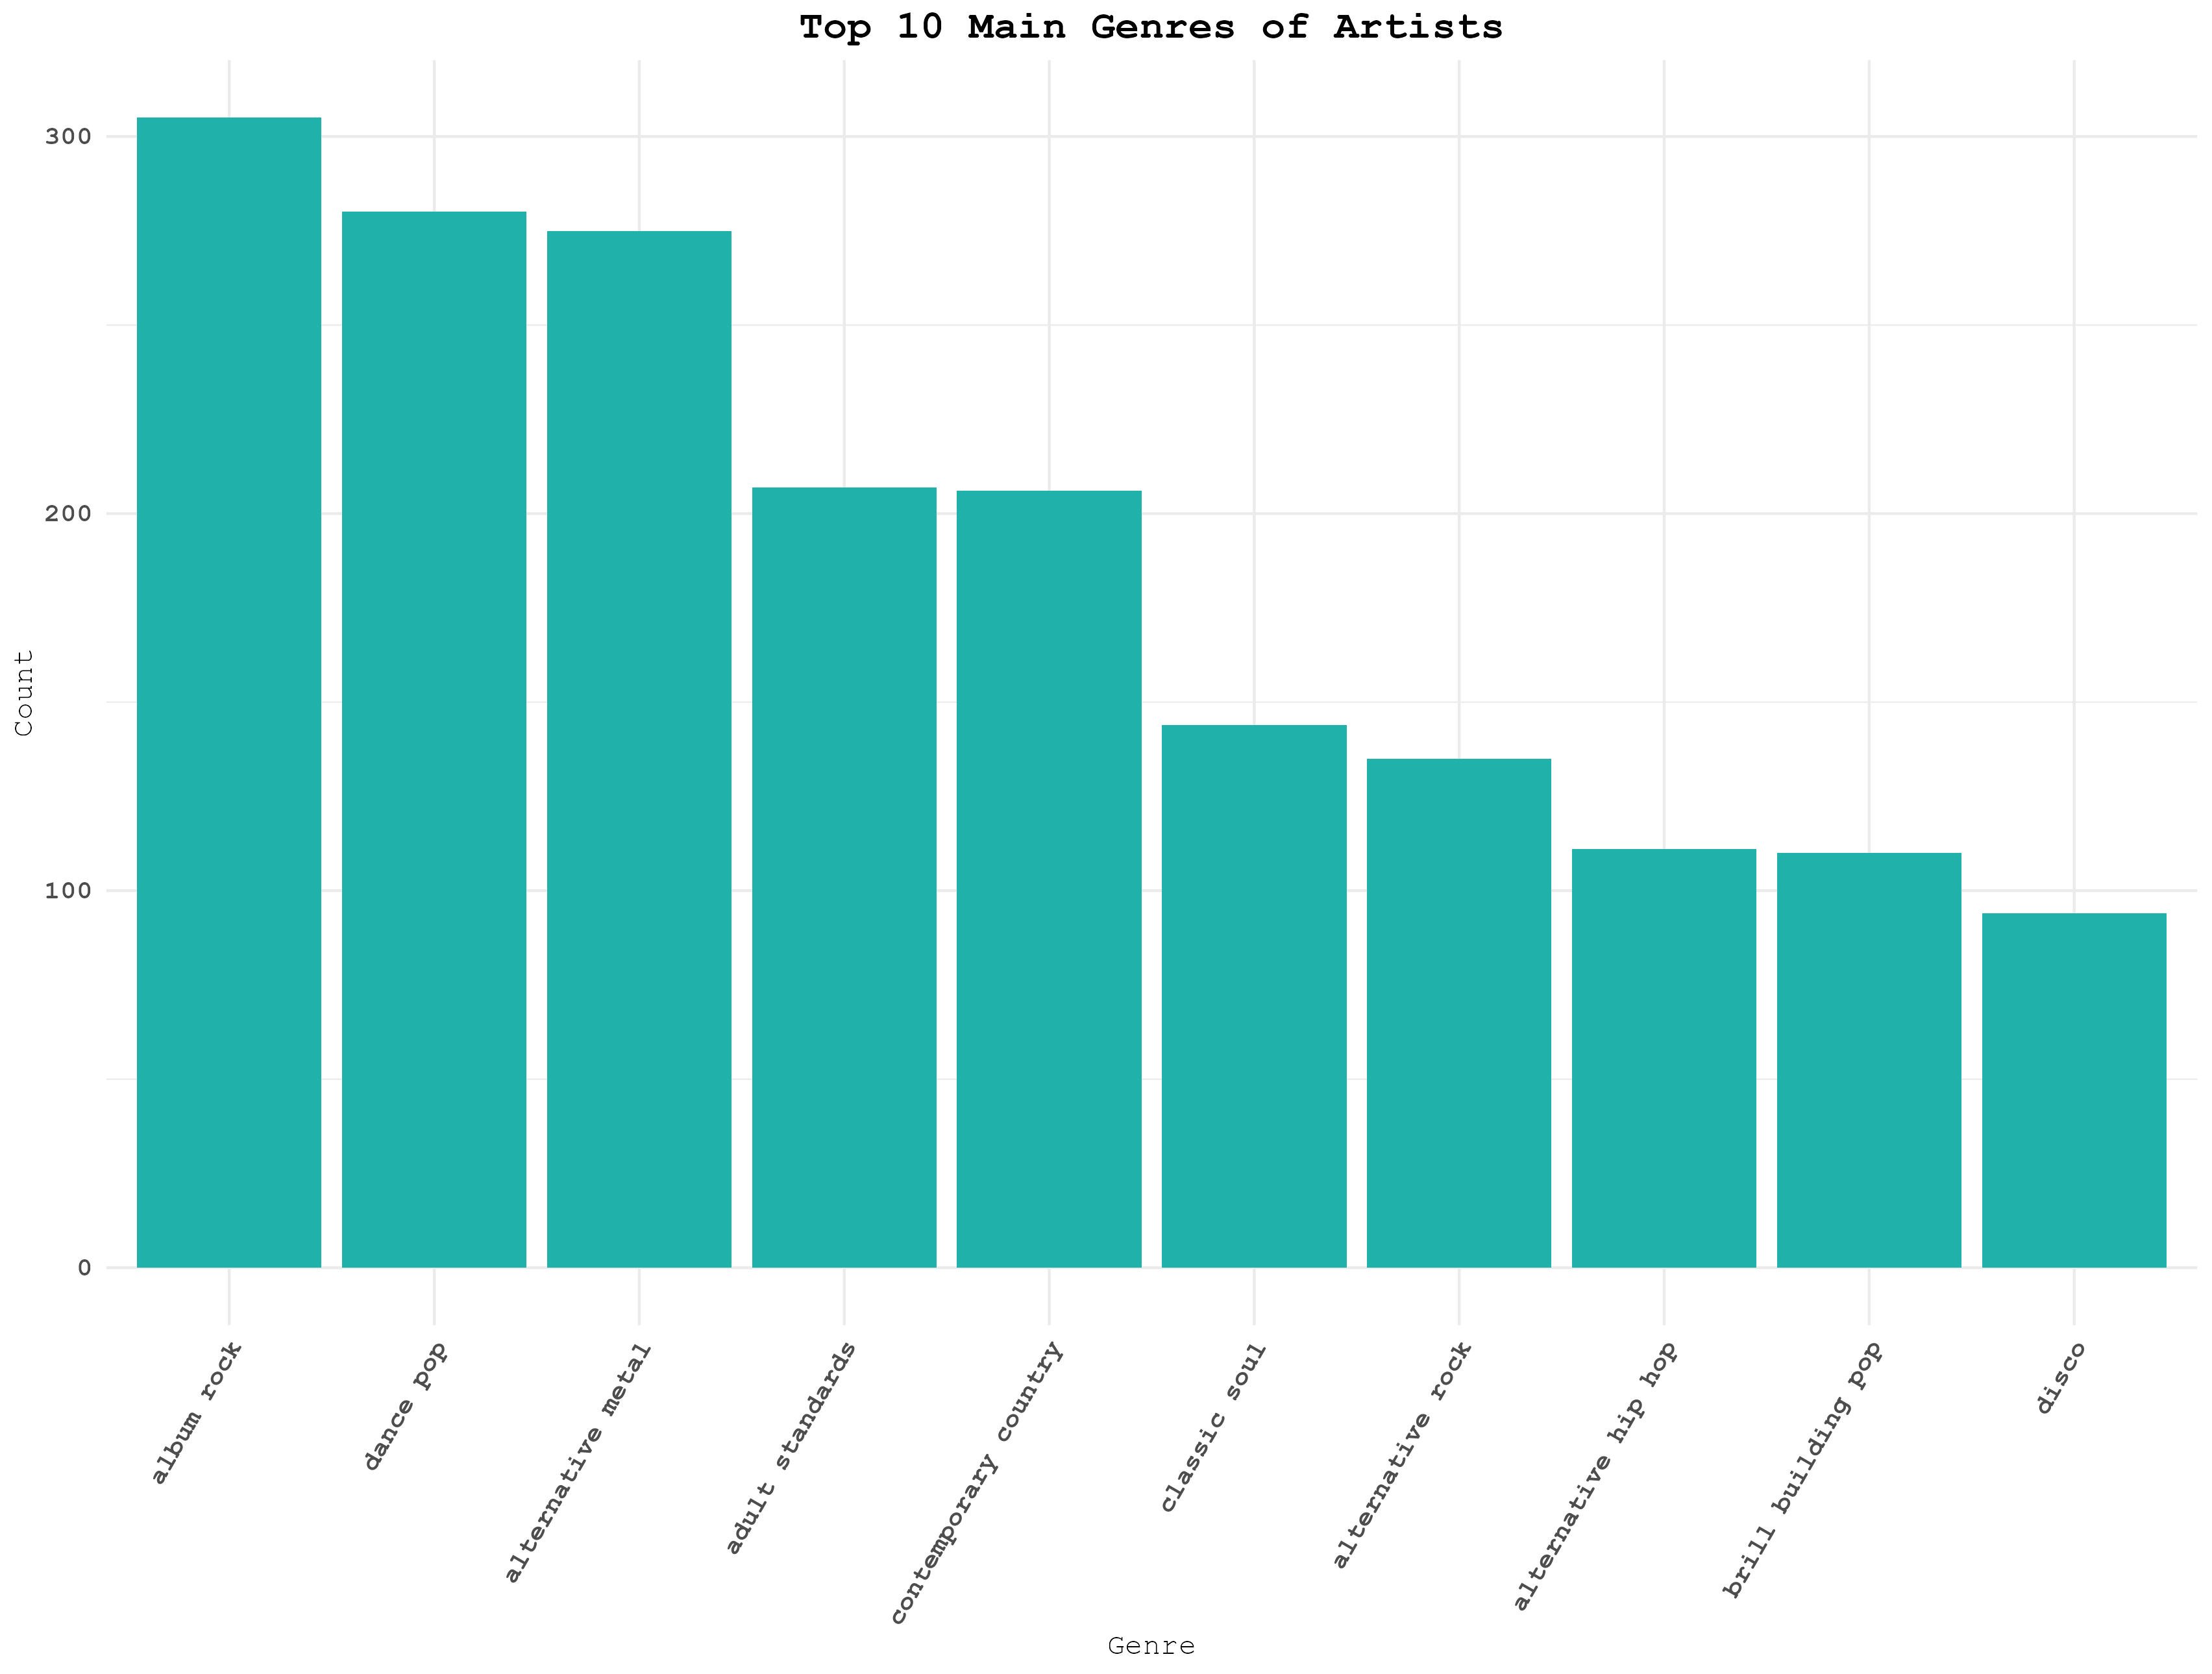 Top 10 Main Genres of Artists
Count
300
200
100
0
album rock
dance pop
alternative metal
adult standards
contemporary country
classic soul
alternative rock
alternative hip hop
brill building pop
disco
Genre